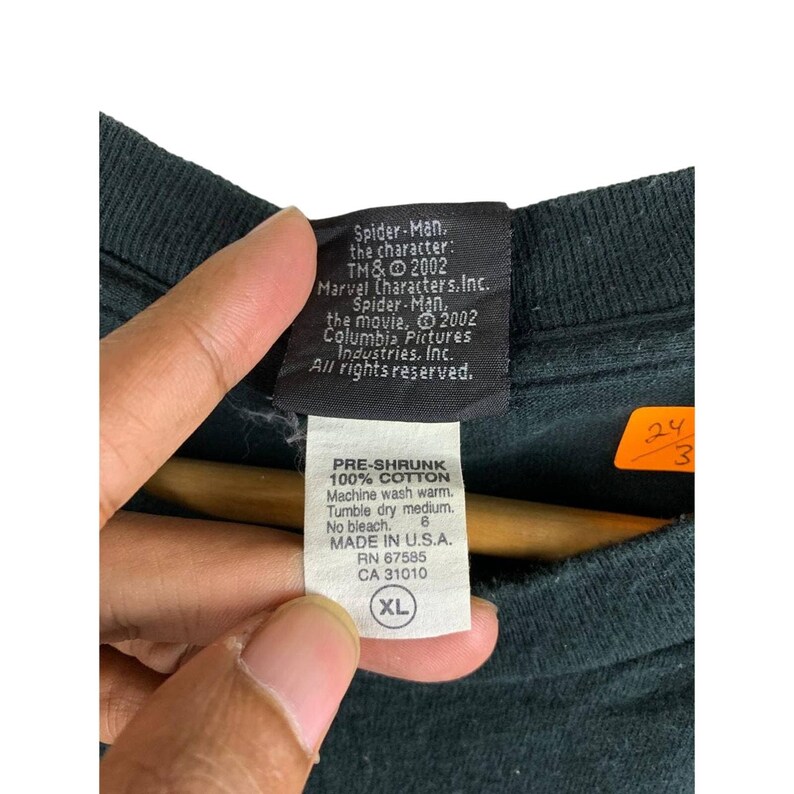 Spider-Man,
the character:
TM & © 2002
Marvel Characters, Inc.
Spider-Man,
the movie, © 2002
Columbia Pictures
Industries, Inc.
All rights reserved.
PRE-SHRUNK
100% COTTON
Machine wash warm.
Tumble dry medium.
No bleach. 6
MADE IN U.S.A.
RN 67585
CA 31010
XL
24
3